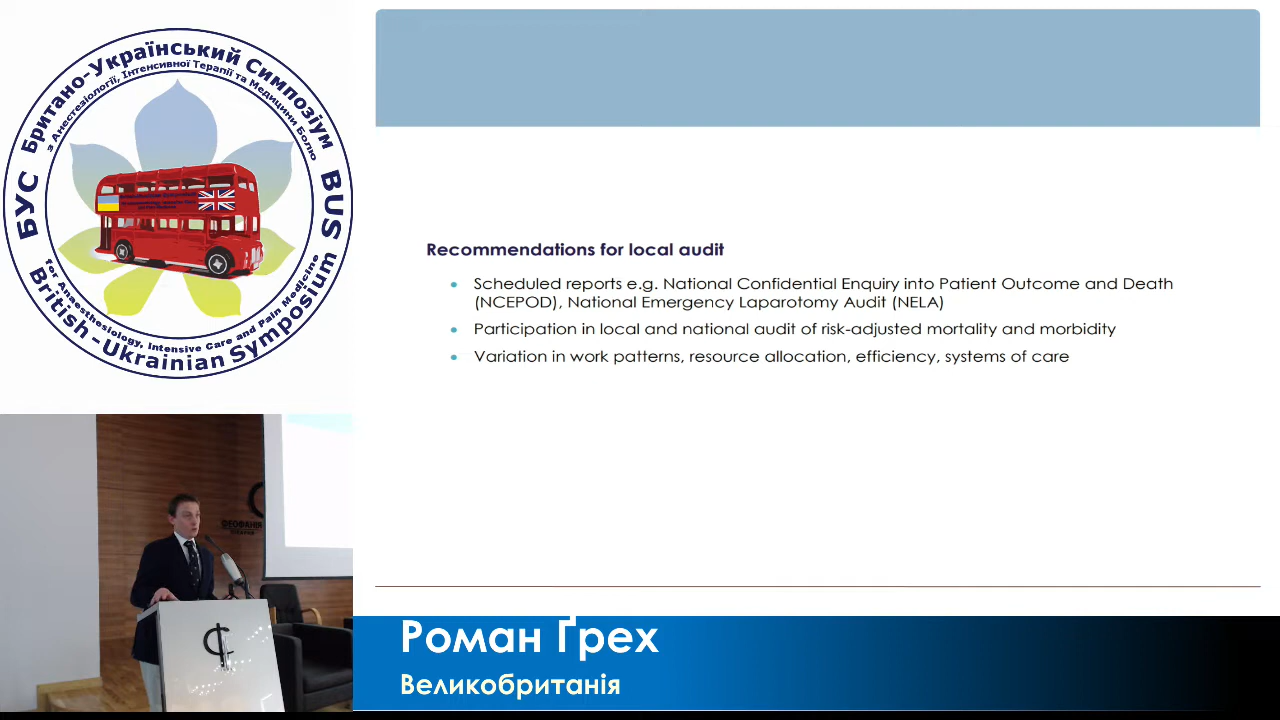 Британо-Український Симпозіум
з Анестезіології, Інтенсивної Терапії та Медицини Болю
БУС
BUS
for Anaesthesiology, Intensive Care and Pain Medicine
British -Ukrainian Symposium
Recommendations for local audit
• Scheduled reports e.g. National Confidential Enquiry into Patient Outcome and Death
(NCEPOD), National Emergency Laparotomy Audit (NELA)
• Participation in local and national audit of risk-adjusted mortality and morbidity
• Variation in work patterns, resource allocation, efficiency, systems of care
ФЕОФАНІЯ
Роман Ґрех
Великобританія